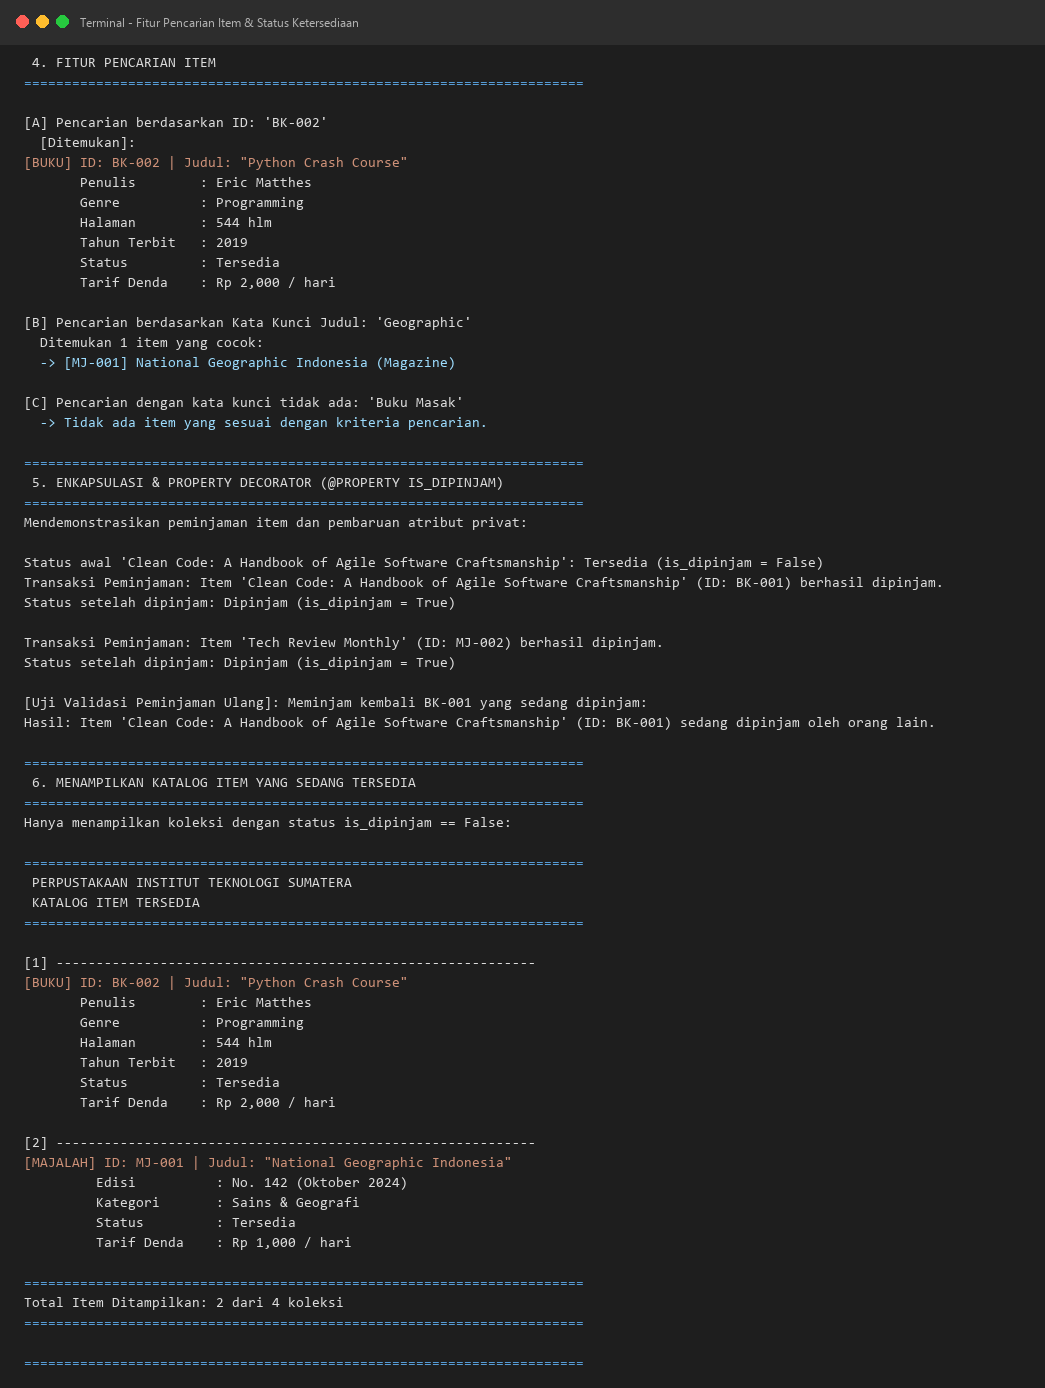 Terminal - Fitur Pencarian Item & Status Ketersediaan
4. FITUR PENCARIAN ITEM
======================================================================
[A] Pencarian berdasarkan ID: 'BK-002'
[Ditemukan]:
[BUKU] ID: BK-002 | Judul: "Python Crash Course"
Penulis : Eric Matthes
Genre : Programming
Halaman : 544 hlm
Tahun Terbit : 2019
Status : Tersedia
Tarif Denda : Rp 2,000 / hari
[B] Pencarian berdasarkan Kata Kunci Judul: 'Geographic'
Ditemukan 1 item yang cocok:
-> [MJ-001] National Geographic Indonesia (Magazine)
[C] Pencarian dengan kata kunci tidak ada: 'Buku Masak'
-> Tidak ada item yang sesuai dengan kriteria pencarian.
======================================================================
5. ENKAPSULASI & PROPERTY DECORATOR (@PROPERTY IS_DIPINJAM)
======================================================================
Mendemonstrasikan peminjaman item dan pembaruan atribut privat:
Status awal 'Clean Code: A Handbook of Agile Software Craftsmanship': Tersedia (is_dipinjam = False)
Transaksi Peminjaman: Item 'Clean Code: A Handbook of Agile Software Craftsmanship' (ID: BK-001) berhasil dipinjam.
Status setelah dipinjam: Dipinjam (is_dipinjam = True)
Transaksi Peminjaman: Item 'Tech Review Monthly' (ID: MJ-002) berhasil dipinjam.
Status setelah dipinjam: Dipinjam (is_dipinjam = True)
[Uji Validasi Peminjaman Ulang]: Meminjam kembali BK-001 yang sedang dipinjam:
Hasil: Item 'Clean Code: A Handbook of Agile Software Craftsmanship' (ID: BK-001) sedang dipinjam oleh orang lain.
======================================================================
6. MENAMPILKAN KATALOG ITEM YANG SEDANG TERSEDIA
======================================================================
Hanya menampilkan koleksi dengan status is_dipinjam == False:
======================================================================
PERPUSTAKAAN INSTITUT TEKNOLOGI SUMATERA
KATALOG ITEM TERSEDIA
======================================================================
[1] ------------------------------------------------------------
[BUKU] ID: BK-002 | Judul: "Python Crash Course"
Penulis : Eric Matthes
Genre : Programming
Halaman : 544 hlm
Tahun Terbit : 2019
Status : Tersedia
Tarif Denda : Rp 2,000 / hari
[2] ------------------------------------------------------------
[MAJALAH] ID: MJ-001 | Judul: "National Geographic Indonesia"
Edisi : No. 142 (Oktober 2024)
Kategori : Sains & Geografi
Status : Tersedia
Tarif Denda : Rp 1,000 / hari
======================================================================
Total Item Ditampilkan: 2 dari 4 koleksi
======================================================================
======================================================================